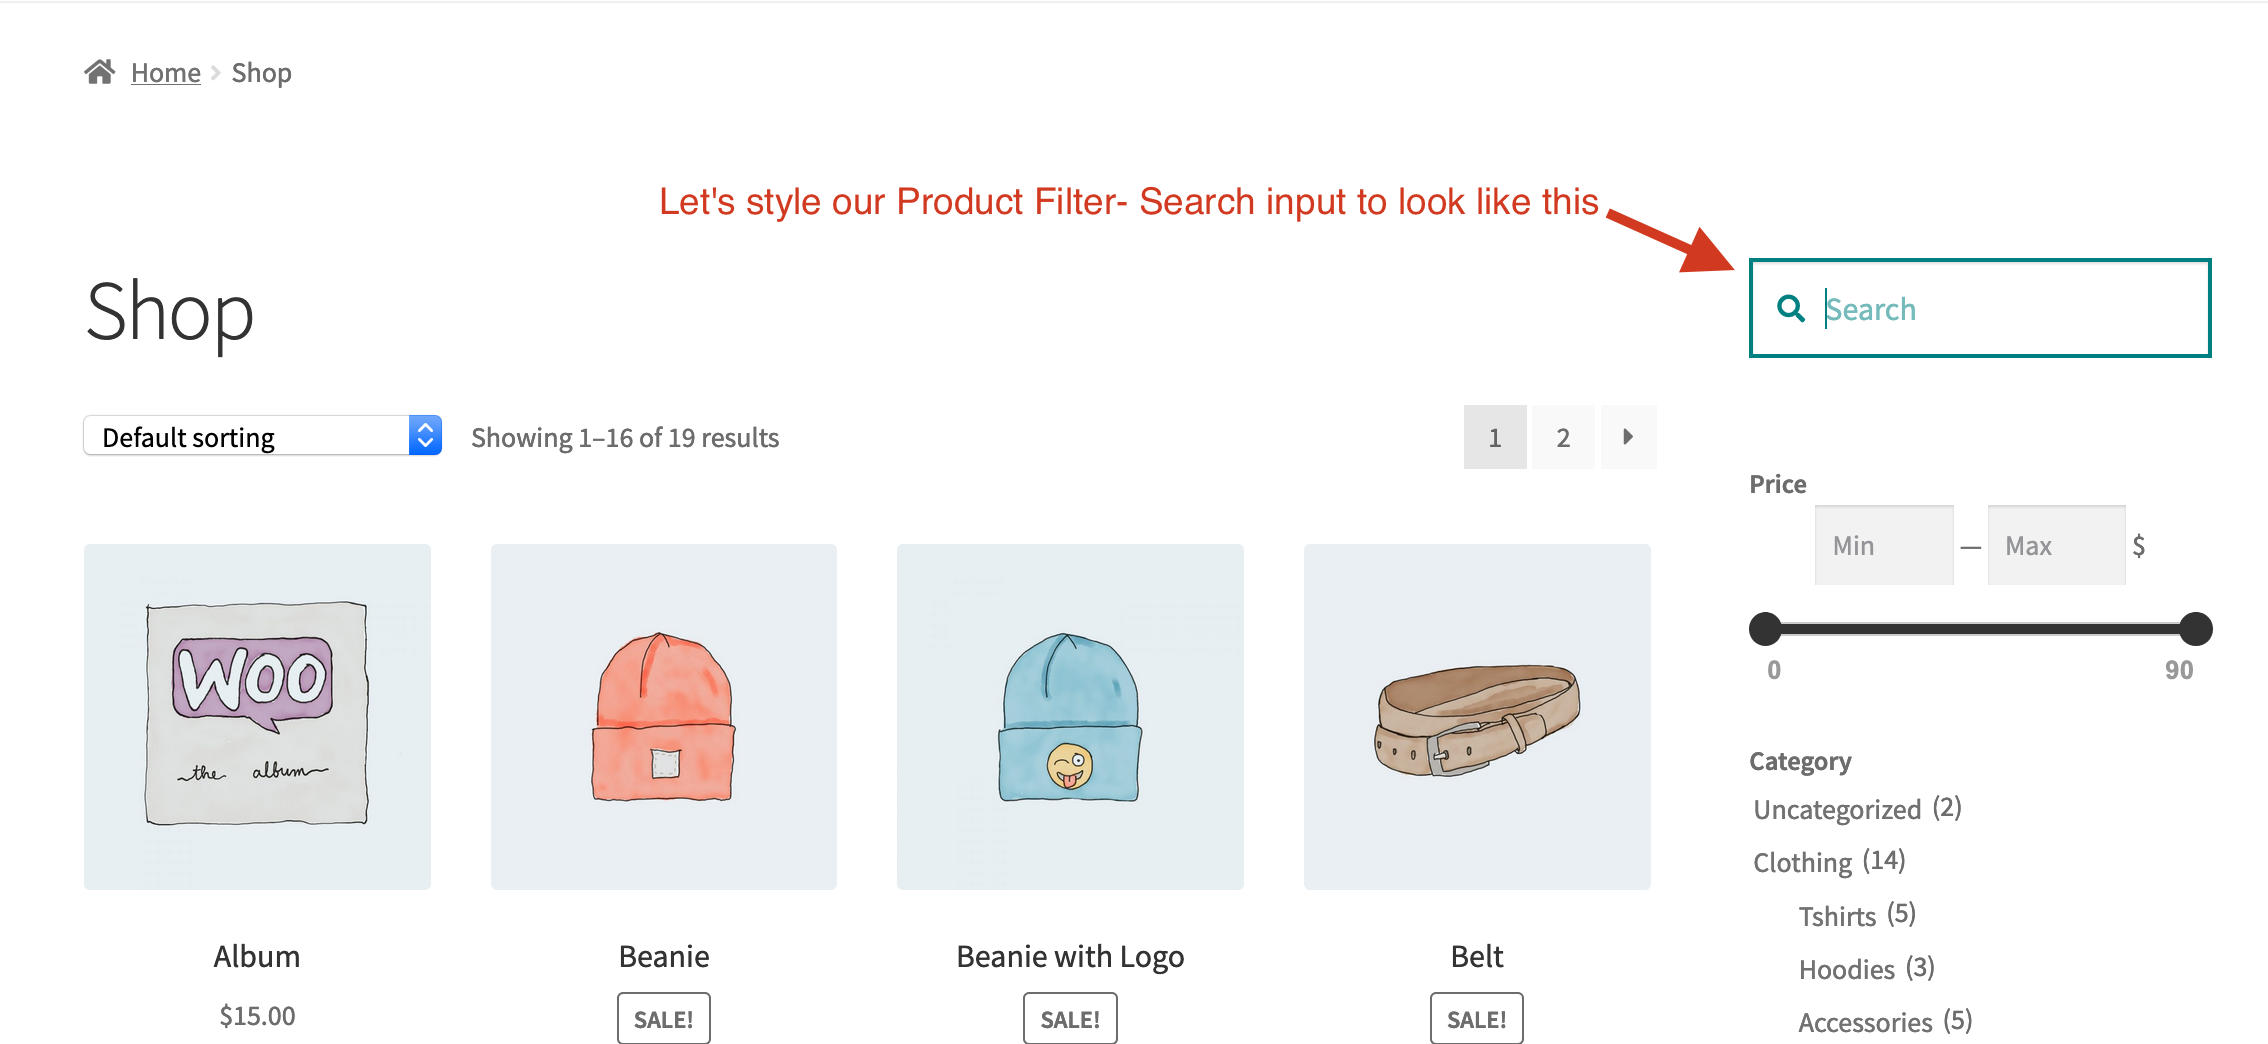 Home Shop
Let's style our Product Filter- Search input to look like this
Shop
Search
Default sorting
Showing 1–16 of 19 results
1 2
Price
Min — Max $
0 90
Category
Uncategorized (2)
Clothing (14)
Tshirts (5)
Hoodies (3)
Accessories (5)
WOO
the album
Album
$15.00
Beanie
SALE!
Beanie with Logo
SALE!
Belt
SALE!